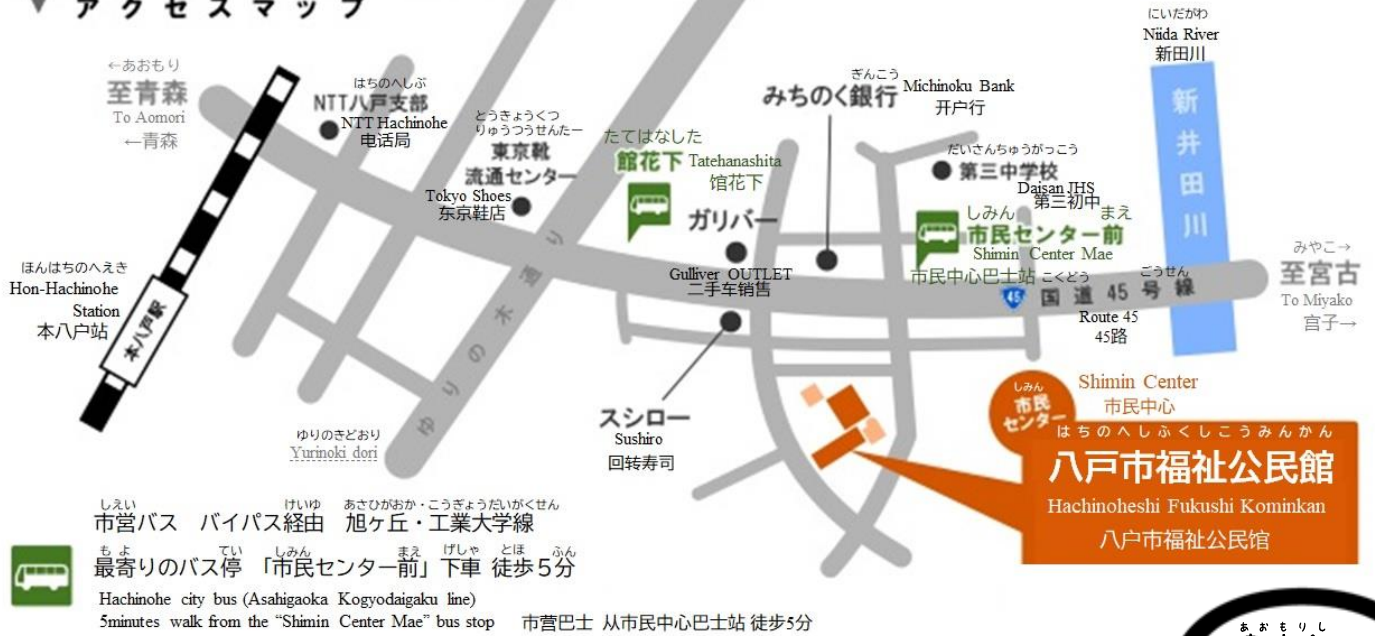 アクセスマップ
←あおもり
至青森
To Aomori
←青森
はちのへしぶ
NTT八戸支部
NTT Hachinohe
电话局
とうきょうくつ
りゅうつうせんたー
東京靴
流通センター
Tokyo Shoes
东京鞋店
たてはなした
館花下 Tatehanashita
馆花下
ガリバー
Gulliver OUTLET
二手车销售
ぎんこう
みちのく銀行 Michinoku Bank
开户行
だいさんちゅうがっこう
第三中学校
Daisan JHS
第三初中
しみん まえ
市民センター前
Shimin Center Mae
市民中心巴士站
にいだがわ
Niida River
新田川
新井田川
こくどう ごうせん
45 国道45号線
Route 45
45路
みやこ→
至宮古
To Miyako
宫子→
ほんはちのへえき
Hon-Hachinohe
Station
本八户站
本八戸駅
ゆりの木通り
ゆりのきどおり
Yurinoki dori
スシロー
Sushiro
回转寿司
しみん
市民
センター
Shimin Center
市民中心
はちのへしふくしこうみんかん
八戸市福祉公民館
Hachinoheshi Fukushi Kominkan
八户市福祉公民馆
しえい けいゆ あさひがおか・こうぎょうだいがくせん
市営バス バイパス経由 旭ヶ丘・工業大学線
もよ てい しみん まえ げしゃ とほ ふん
最寄りのバス停 「市民センター前」下車 徒歩5分
Hachinohe city bus (Asahigaoka Kogyodaigaku line)
5minutes walk from the “Shimin Center Mae” bus stop 市营巴士 从市民中心巴士站 徒步5分
あおもりし